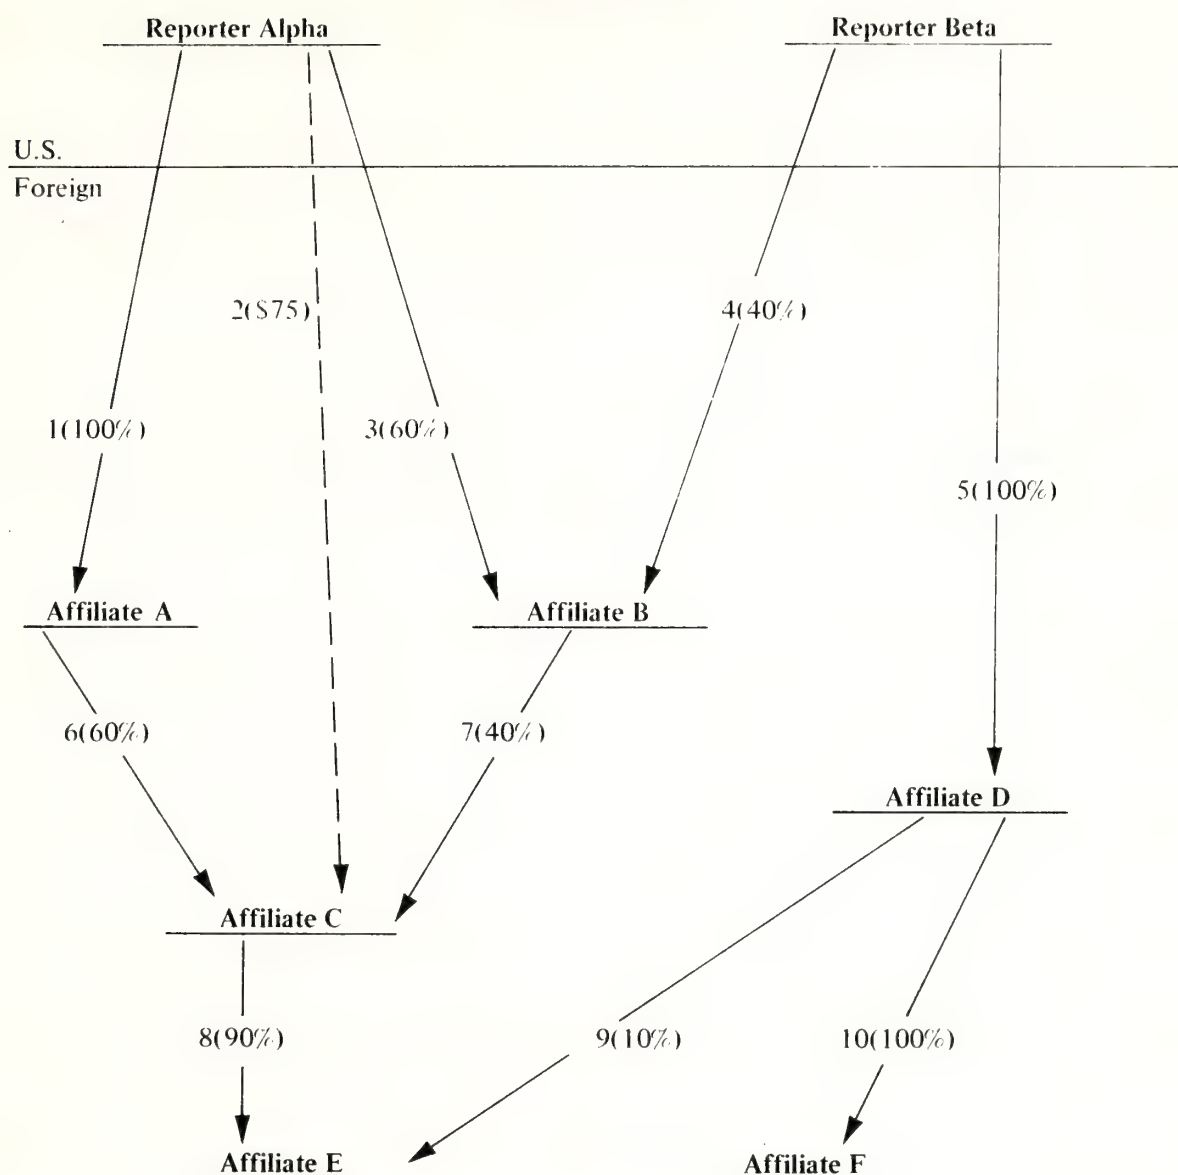 Reporter Alpha
Reporter Beta
U.S.
Foreign
2($75)
4(40%)
1(100%)
3(60%)
5(100%)
Affiliate A
Affiliate B
6(60%)
7(40%)
Affiliate D
Affiliate C
8(90%)
9(10%)
10(100%)
Affiliate E
Affiliate F